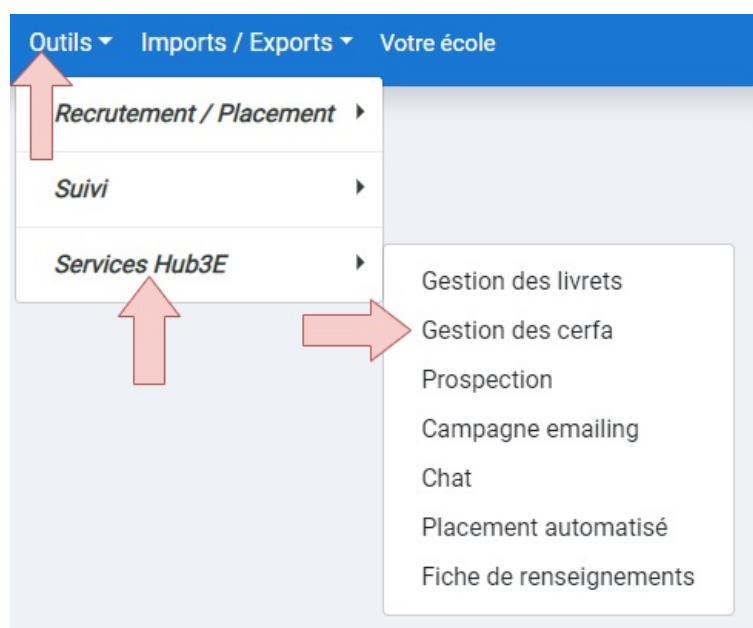 Outils Imports / Exports Votre école
Recrutement / Placement
Suivi
Services Hub3E
Gestion des livrets
Gestion des cerfa
Prospection
Campagne emailing
Chat
Placement automatisé
Fiche de renseignements